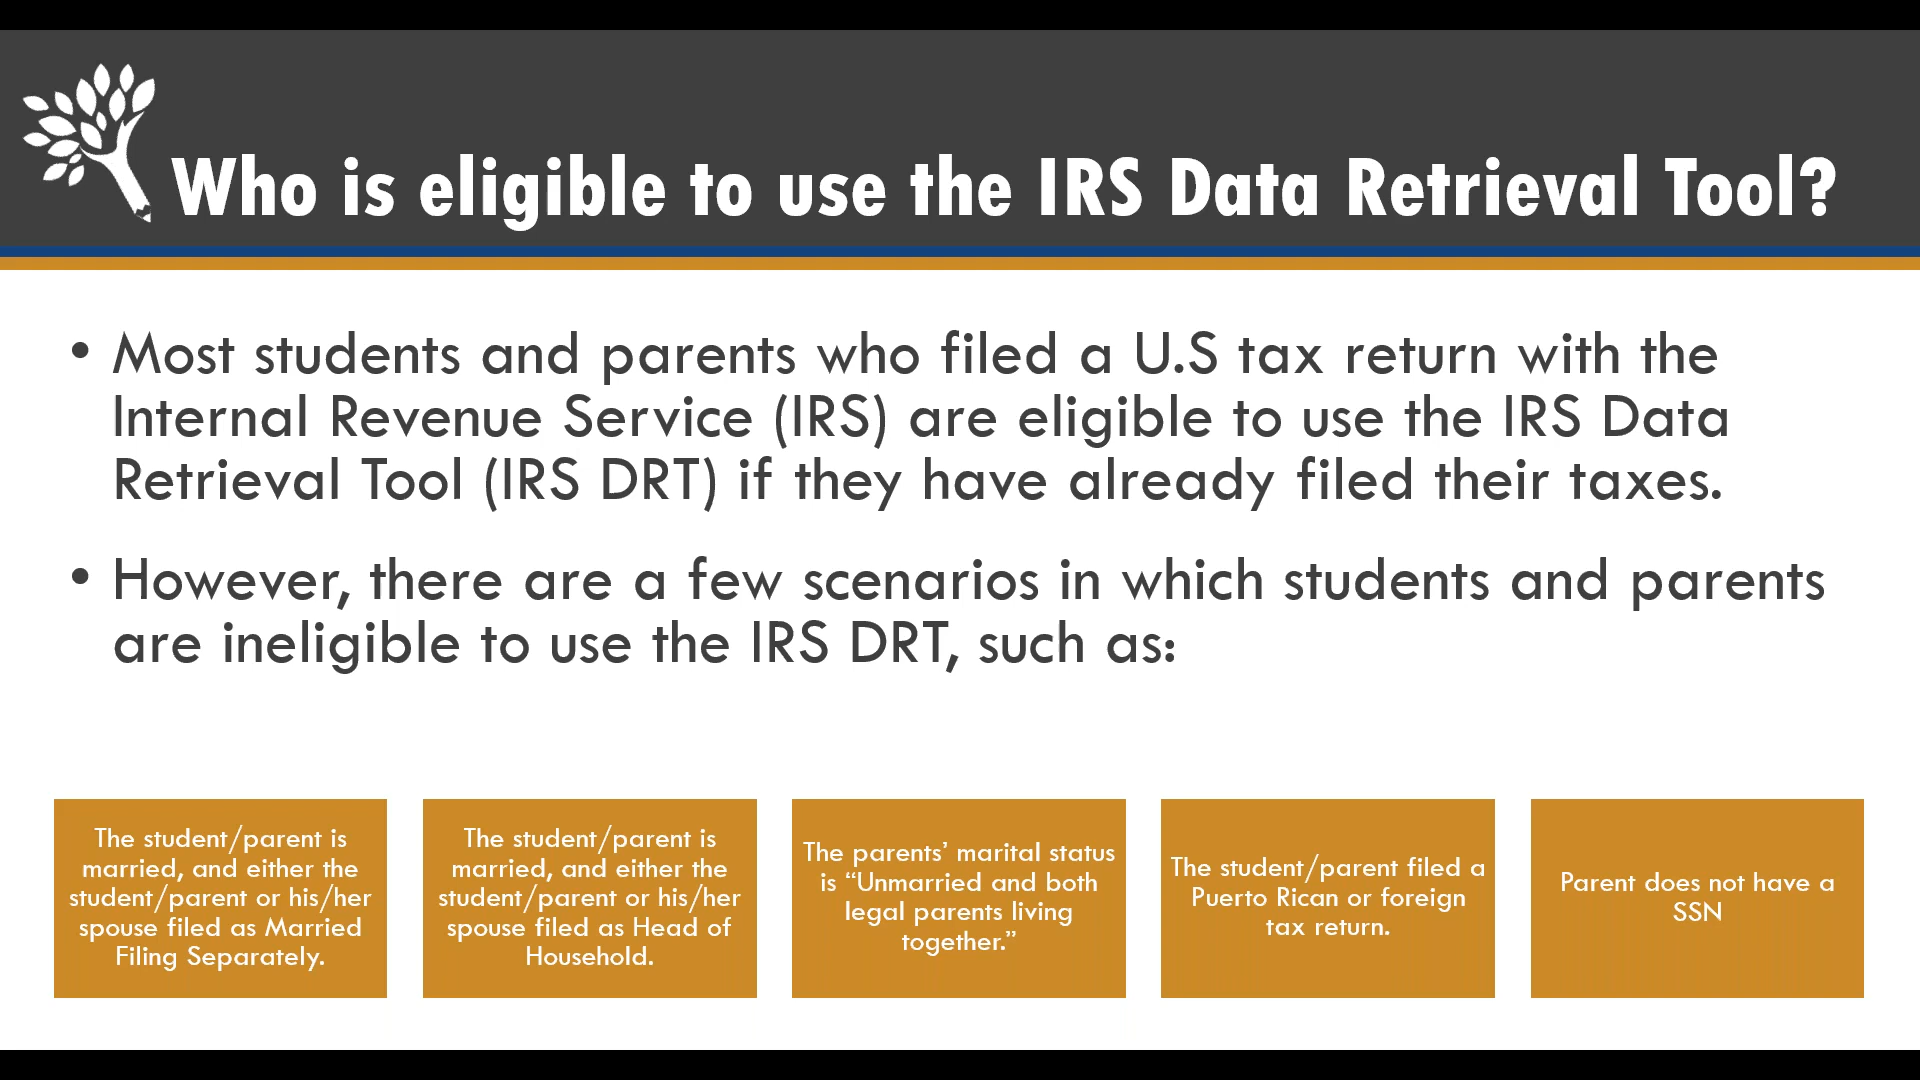 Who is eligible to use the IRS Data Retrieval Tool?
• Most students and parents who filed a U.S tax return with the
Internal Revenue Service (IRS) are eligible to use the IRS Data
Retrieval Tool (IRS DRT) if they have already filed their taxes.
• However, there are a few scenarios in which students and parents
are ineligible to use the IRS DRT, such as:
The student/parent is
married, and either the
student/parent or his/her
spouse filed as Married
Filing Separately.
The student/parent is
married, and either the
student/parent or his/her
spouse filed as Head of
Household.
The parents’ marital status
is “Unmarried and both
legal parents living
together.”
The student/parent filed a
Puerto Rican or foreign
tax return.
Parent does not have a
SSN